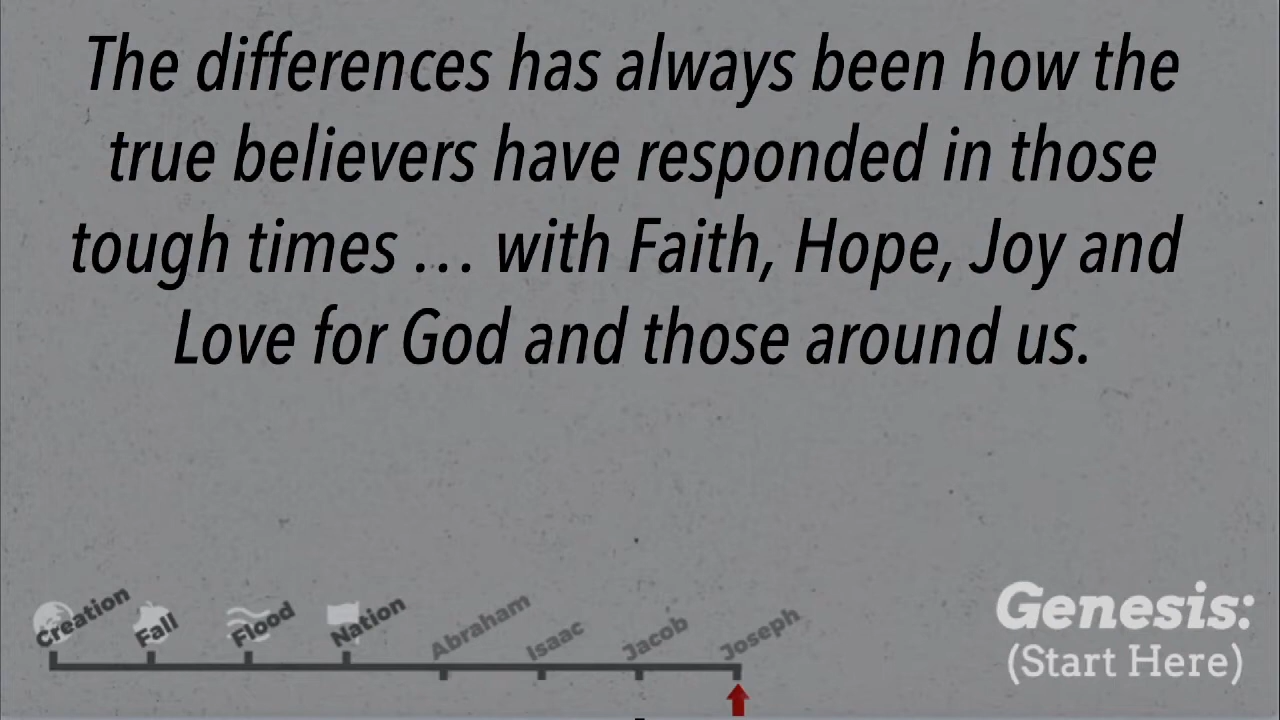 The differences has always been how the
true believers have responded in those
tough times … with Faith, Hope, Joy and
Love for God and those around us.
Creation
Fall
Flood
Nation
Abraham
Isaac
Jacob
Joseph
Genesis:
(Start Here)